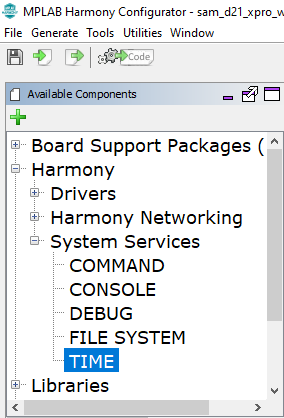 MPLAB Harmony Configurator - sam_d21_xpro_w
File Generate Tools Utilities Window
Code
Available Components
Board Support Packages (
Harmony
Drivers
Harmony Networking
System Services
COMMAND
CONSOLE
DEBUG
FILE SYSTEM
TIME
Libraries